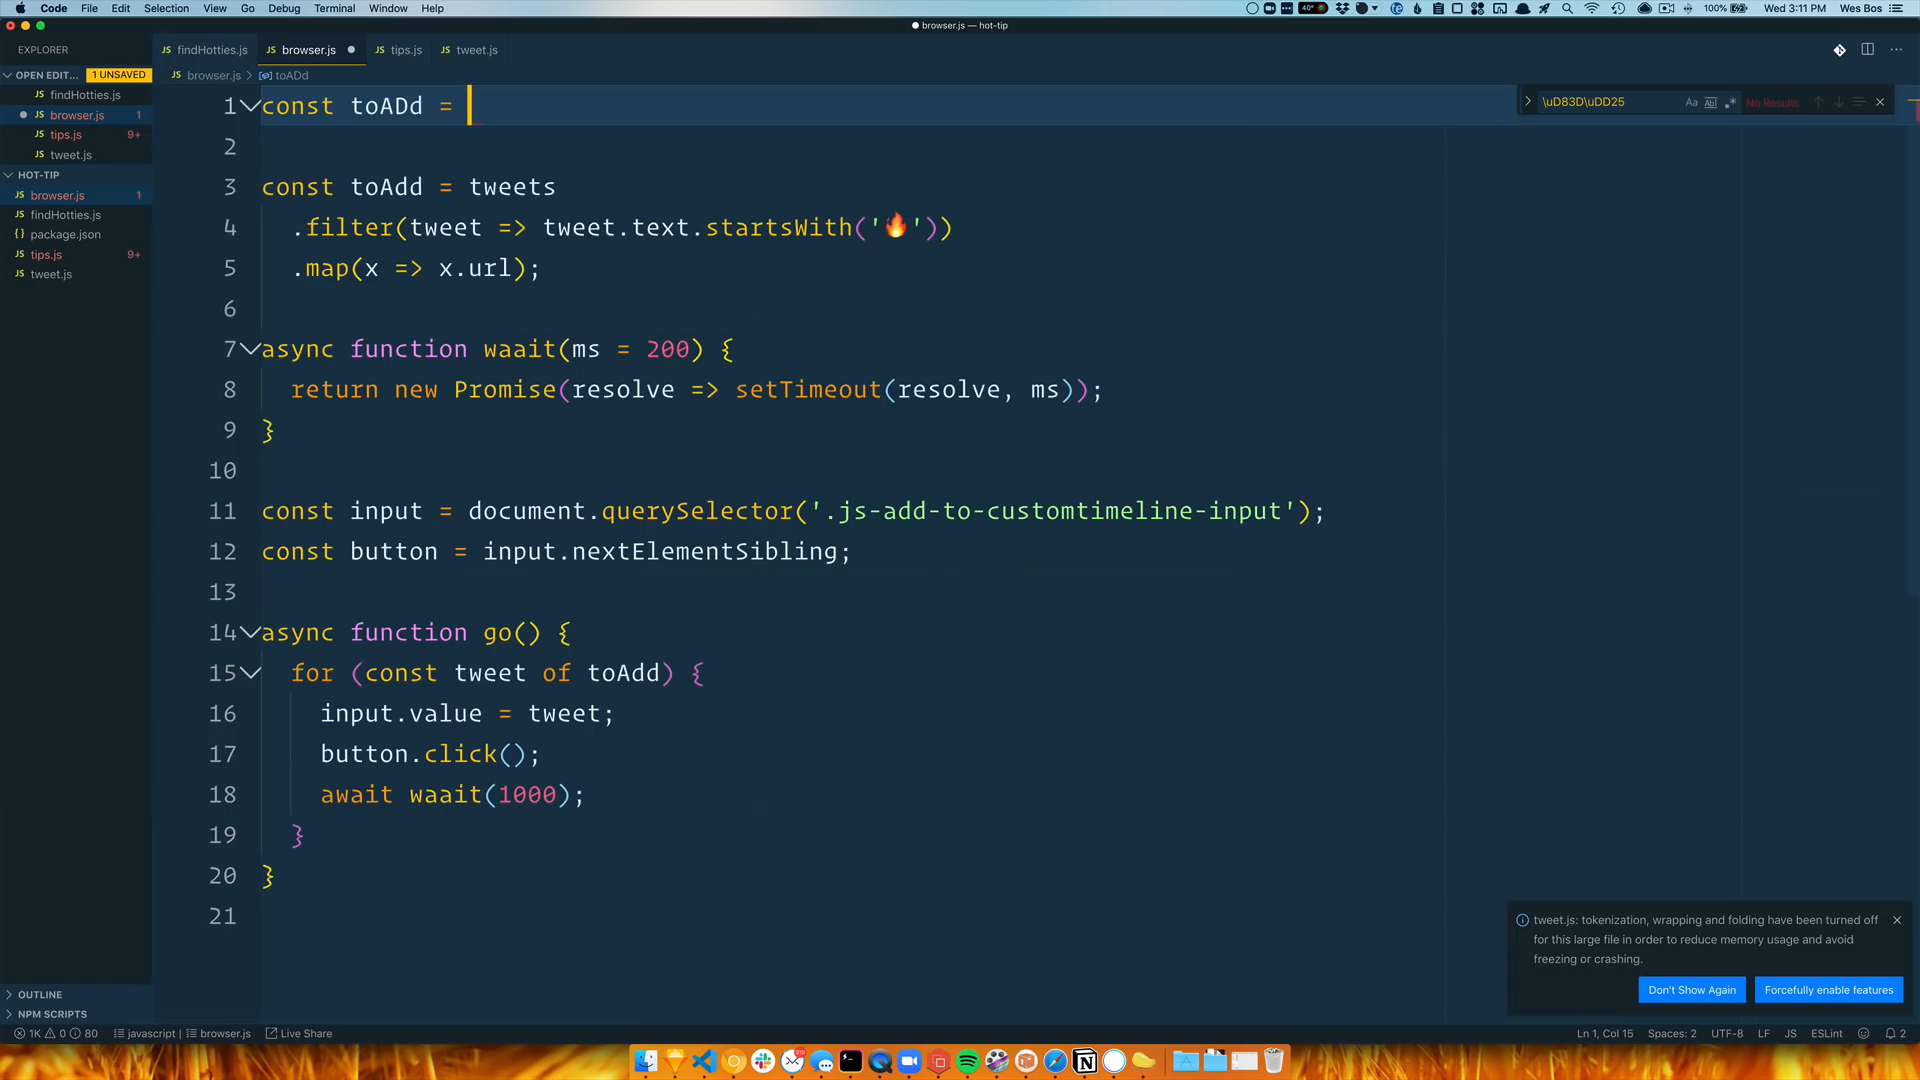 Code File Edit Selection View Go Debug Terminal Window Help
40° 100% Wed 3:11 PM Wes Bos
browser.js — hot-tip
EXPLORER
findHotties.js browser.js tips.js tweet.js
OPEN EDIT... 1 UNSAVED
browser.js > toADd
findHotties.js
browser.js 1
tips.js 9+
tweet.js
HOT-TIP
browser.js 1
findHotties.js
package.json
tips.js 9+
tweet.js
\uD83D\uDD25 Aa Abl .* No Results
1 const toADd =
2
3 const toAdd = tweets
4 .filter(tweet => tweet.text.startsWith('🔥'))
5 .map(x => x.url);
6
7 async function waait(ms = 200) {
8 return new Promise(resolve => setTimeout(resolve, ms));
9 }
10
11 const input = document.querySelector('.js-add-to-customtimeline-input');
12 const button = input.nextElementSibling;
13
14 async function go() {
15 for (const tweet of toAdd) {
16 input.value = tweet;
17 button.click();
18 await waait(1000);
19 }
20 }
21
tweet.js: tokenization, wrapping and folding have been turned off
for this large file in order to reduce memory usage and avoid
freezing or crashing.
Don't Show Again Forcefully enable features
OUTLINE
NPM SCRIPTS
1K 0 80 javascript | browser.js Live Share Ln 1, Col 15 Spaces: 2 UTF-8 LF JS ESLint 2